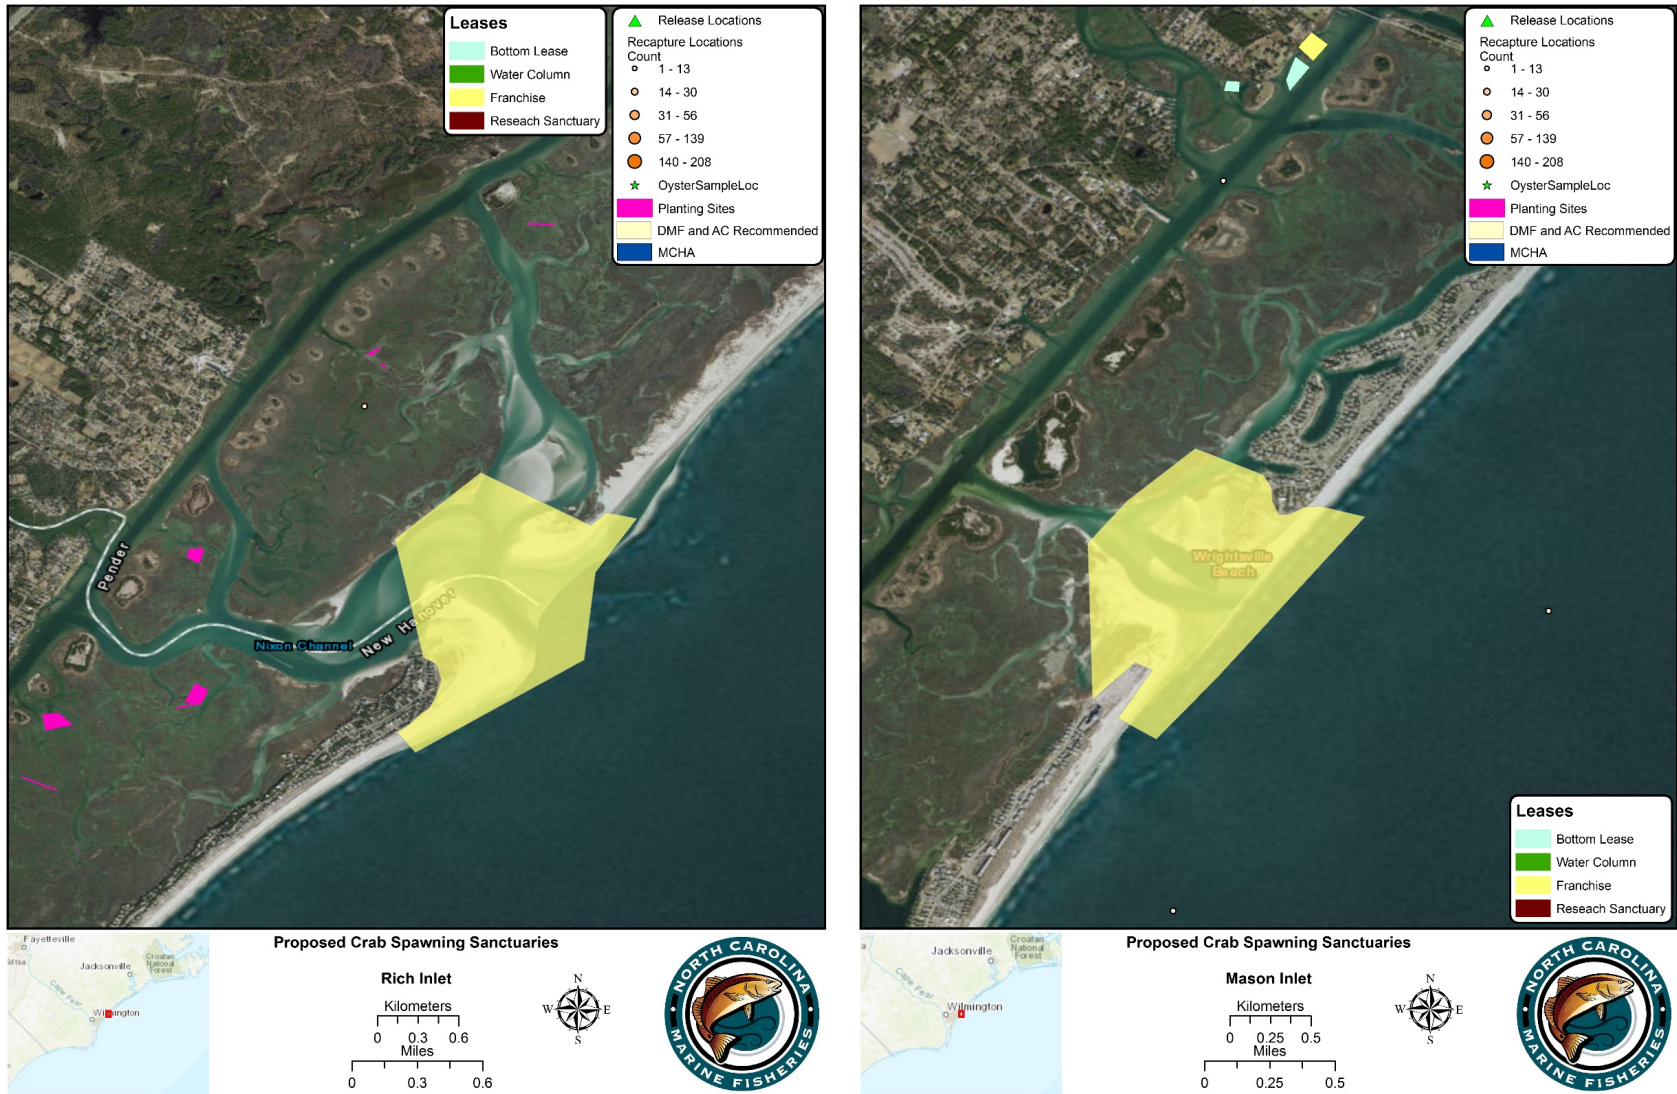 Leases
Bottom Lease
Water Column
Franchise
Reseach Sanctuary
Release Locations
Recapture Locations
Count
1 - 13
14 - 30
31 - 56
57 - 139
140 - 208
OysterSampleLoc
Planting Sites
DMF and AC Recommended
MCHA
Pender
Nixon Channel
New Hanover
Fayetteville
Jacksonville
Croatan
National
Forest
Cape Fear
Wilmington
Proposed Crab Spawning Sanctuaries
Rich Inlet
Kilometers
0 0.3 0.6
Miles
0 0.3 0.6
N
W E
S
NORTH CAROLINA
MARINE FISHERIES
Release Locations
Recapture Locations
Count
1 - 13
14 - 30
31 - 56
57 - 139
140 - 208
OysterSampleLoc
Planting Sites
DMF and AC Recommended
MCHA
Wrightsville
Beach
Leases
Bottom Lease
Water Column
Franchise
Reseach Sanctuary
Jacksonville
Croatan
National
Forest
Cape Fear
Wilmington
Proposed Crab Spawning Sanctuaries
Mason Inlet
Kilometers
0 0.25 0.5
Miles
0 0.25 0.5
N
W E
S
NORTH CAROLINA
MARINE FISHERIES